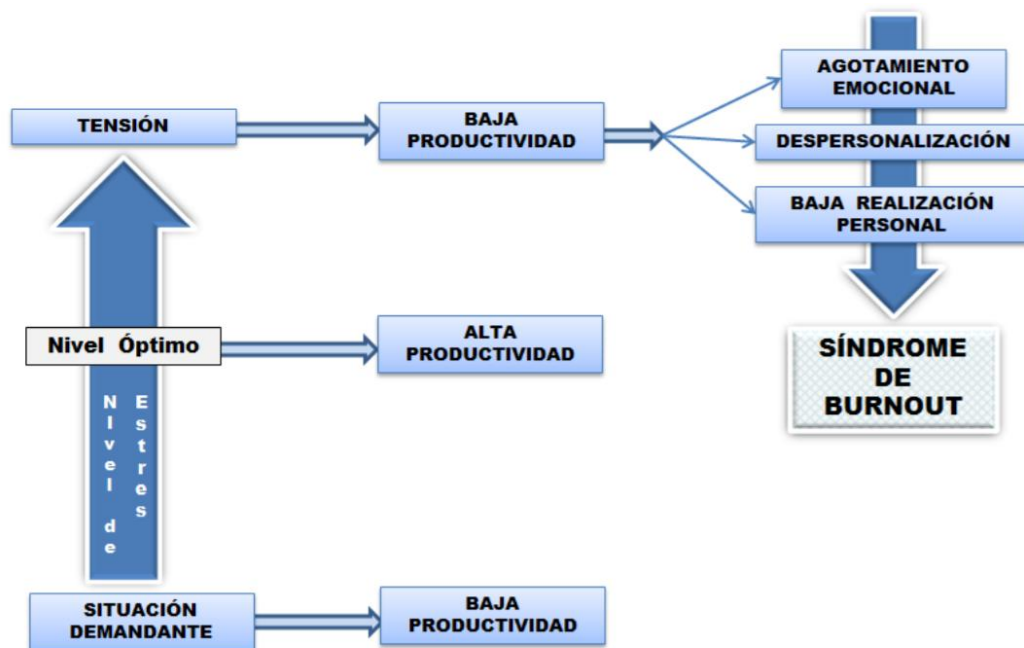 AGOTAMIENTO
EMOCIONAL
TENSIÓN
BAJA
PRODUCTIVIDAD
DESPERSONALIZACIÓN
BAJA REALIZACIÓN
PERSONAL
Nivel Óptimo
ALTA
PRODUCTIVIDAD
SÍNDROME
DE
BURNOUT
NIvel de
Estres
SITUACIÓN
DEMANDANTE
BAJA
PRODUCTIVIDAD